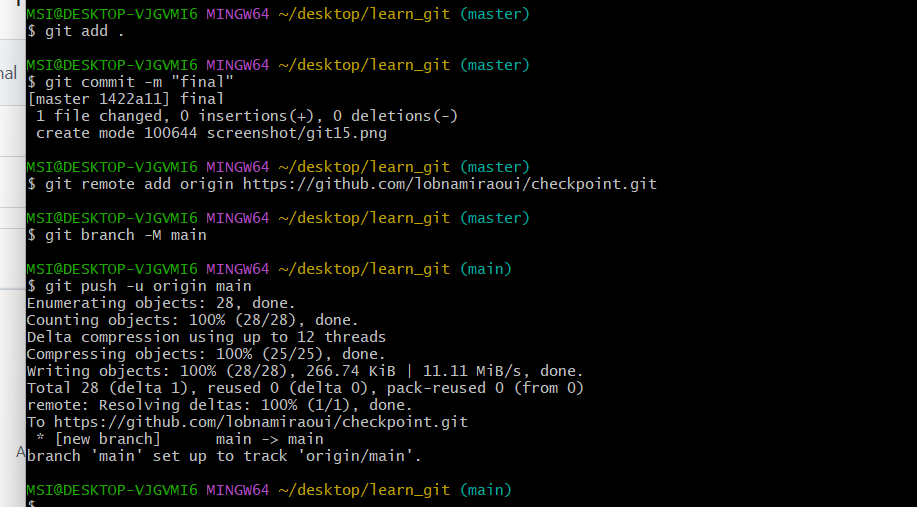 MSI@DESKTOP-VJGVMI6 MINGW64 ~/desktop/learn_git (master)
$ git add .
MSI@DESKTOP-VJGVMI6 MINGW64 ~/desktop/learn_git (master)
$ git commit -m "final"
[master 1422a11] final
 1 file changed, 0 insertions(+), 0 deletions(-)
 create mode 100644 screenshot/git15.png
MSI@DESKTOP-VJGVMI6 MINGW64 ~/desktop/learn_git (master)
$ git remote add origin https://github.com/lobnamiraoui/checkpoint.git
MSI@DESKTOP-VJGVMI6 MINGW64 ~/desktop/learn_git (master)
$ git branch -M main
MSI@DESKTOP-VJGVMI6 MINGW64 ~/desktop/learn_git (main)
$ git push -u origin main
Enumerating objects: 28, done.
Counting objects: 100% (28/28), done.
Delta compression using up to 12 threads
Compressing objects: 100% (25/25), done.
Writing objects: 100% (28/28), 266.74 KiB | 11.11 MiB/s, done.
Total 28 (delta 1), reused 0 (delta 0), pack-reused 0 (from 0)
remote: Resolving deltas: 100% (1/1), done.
To https://github.com/lobnamiraoui/checkpoint.git
 * [new branch]      main -> main
branch 'main' set up to track 'origin/main'.
MSI@DESKTOP-VJGVMI6 MINGW64 ~/desktop/learn_git (main)
$